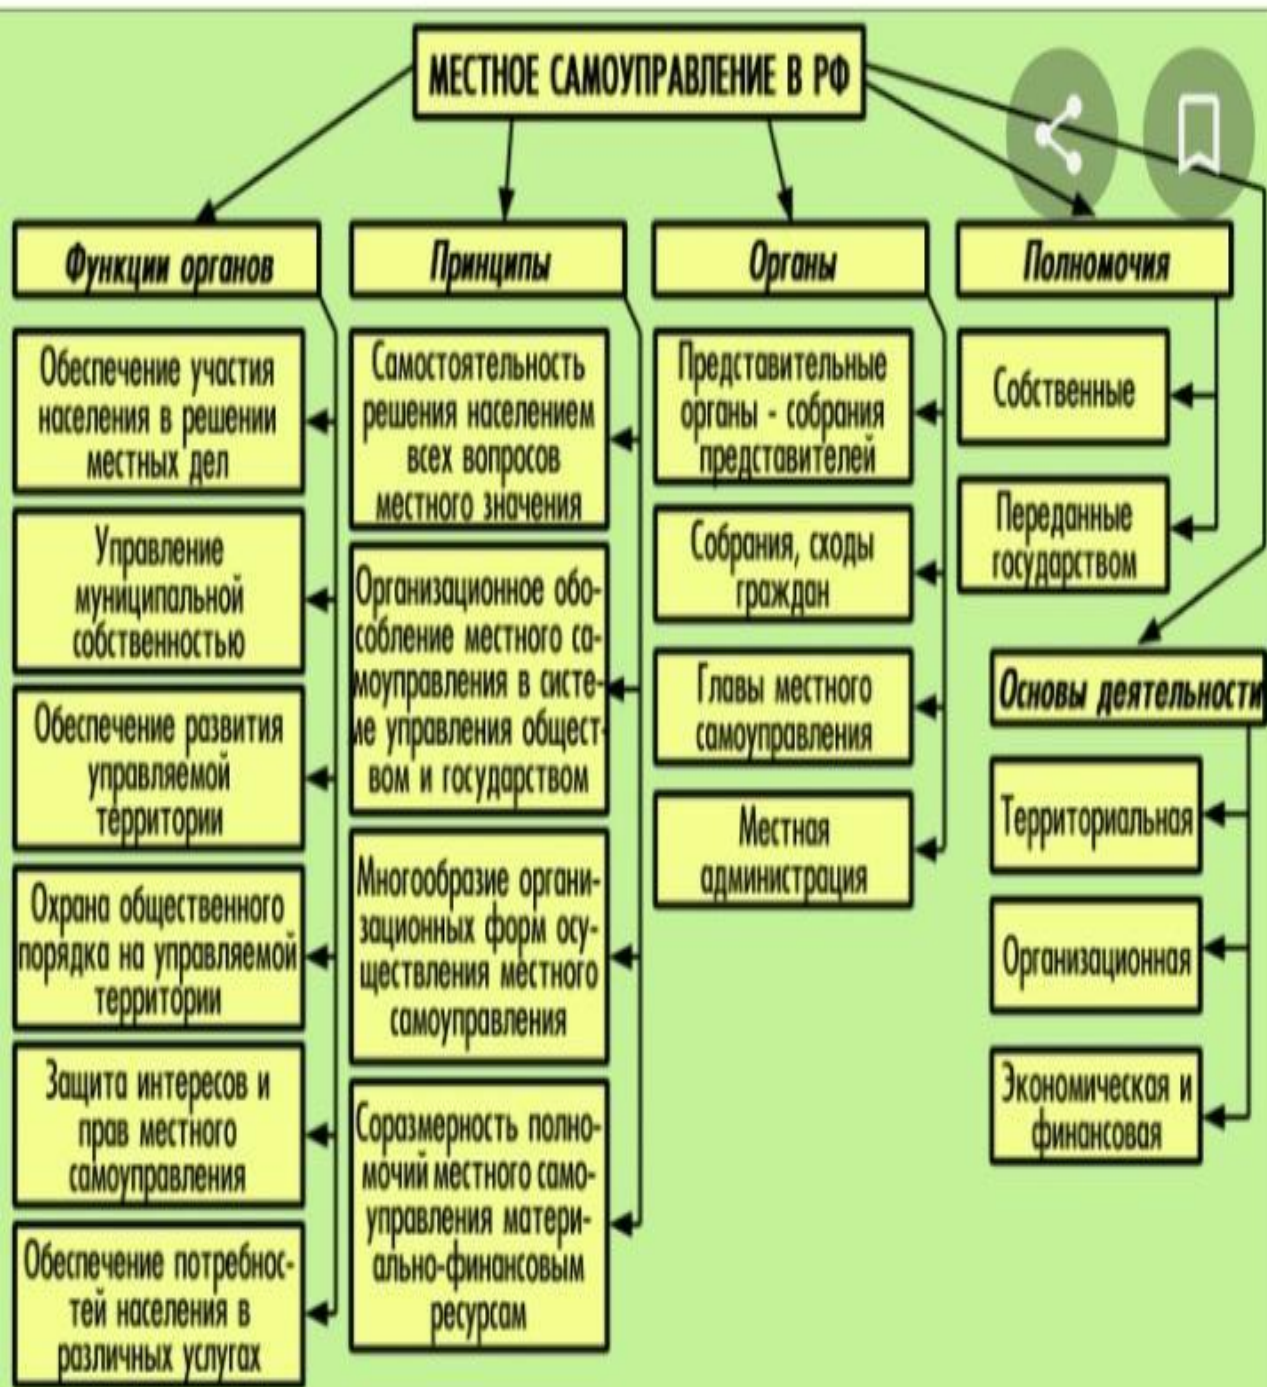 МЕСТНОЕ САМОУПРАВЛЕНИЕ В РФ
Функции органов
Обеспечение участия
населения в решении
местных дел
Управление
муниципальной
собственностью
Обеспечение развития
управляемой
территории
Охрана общественного
порядка на управляемой
территории
Защита интересов и
прав местного
самоуправления
Обеспечение потребнос-
тей населения в
различных услугах
Принципы
Самостоятельность
решения населением
всех вопросов
местного значения
Организационное обо-
собление местного са-
моуправления в систе-
ме управления общест-
вом и государством
Многообразие органи-
зационных форм осу-
ществления местного
самоуправления
Соразмерность полно-
мочий местного само-
управления матери-
ально-финансовым
ресурсам
Органы
Представительные
органы - собрания
представителей
Собрания, сходы
граждан
Главы местного
самоуправления
Местная
администрация
Полномочия
Собственные
Переданные
государством
Основы деятельности
Территориальная
Организационная
Экономическая и
финансовая